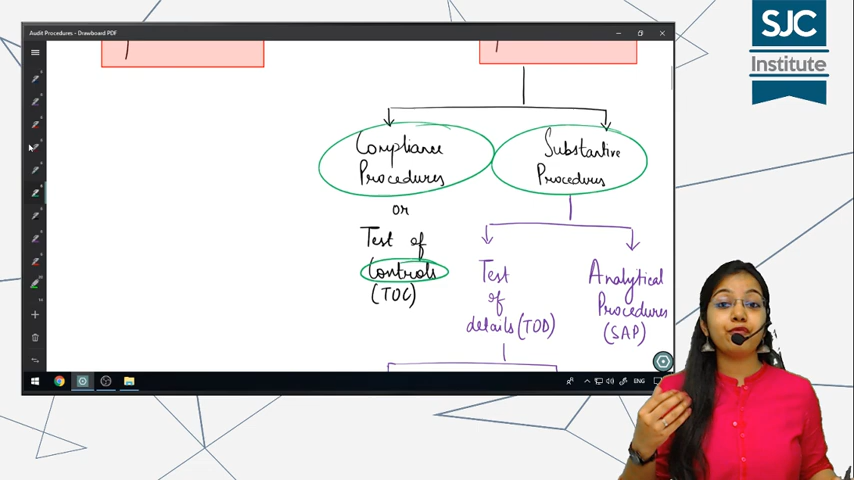 Audit Procedures - Drawboard PDF
SJC
Institute
Compliance
Procedures
or
Test of
Controls
(TOC)
Substantive
Procedures
Test
of
details (TOD)
Analytical
Procedures
(SAP)
ENG